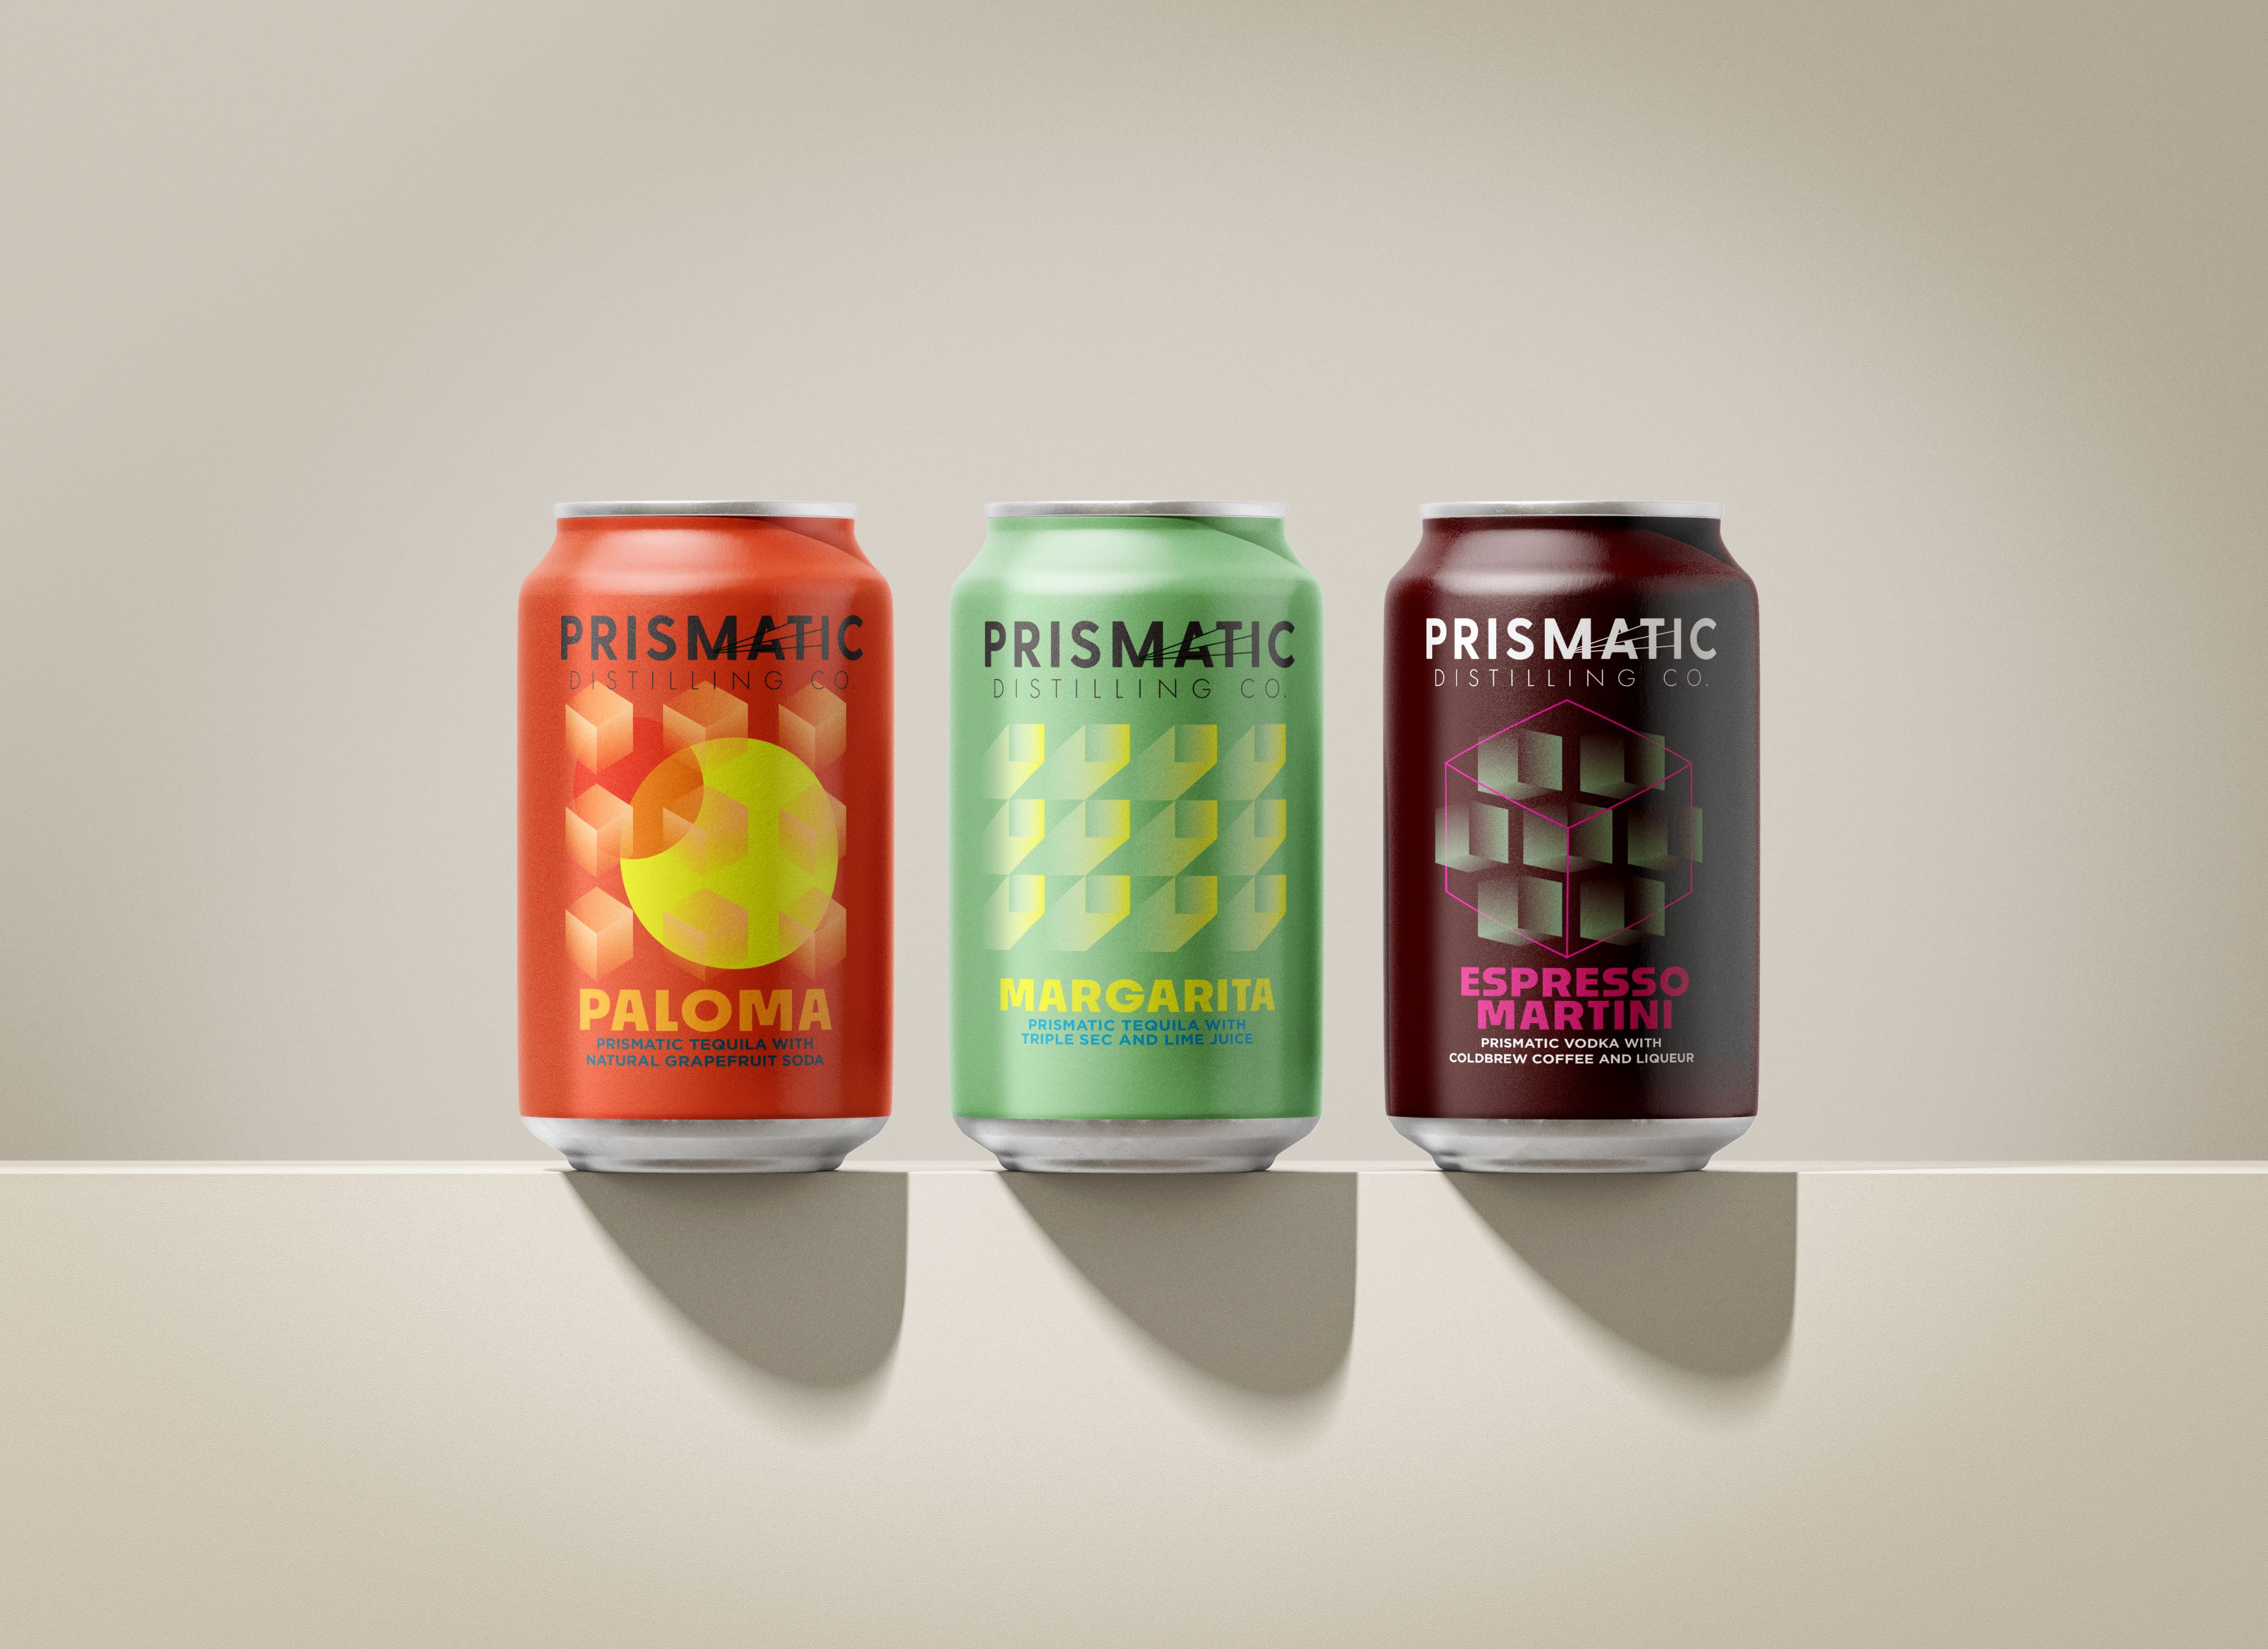 PRISMATIC
DISTILLING CO.
PALOMA
PRISMATIC TEQUILA WITH
NATURAL GRAPEFRUIT SODA
PRISMATIC
DISTILLING CO.
MARGARITA
PRISMATIC TEQUILA WITH
TRIPLE SEC AND LIME JUICE
PRISMATIC
DISTILLING CO.
ESPRESSO
MARTINI
PRISMATIC VODKA WITH
COLDBREW COFFEE AND LIQUEUR